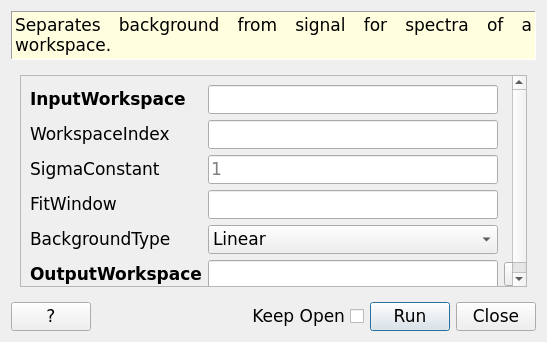 Separates background from signal for spectra of a
workspace.
InputWorkspace
WorkspaceIndex
SigmaConstant 1
FitWindow
BackgroundType Linear
OutputWorkspace
? Keep Open Run Close